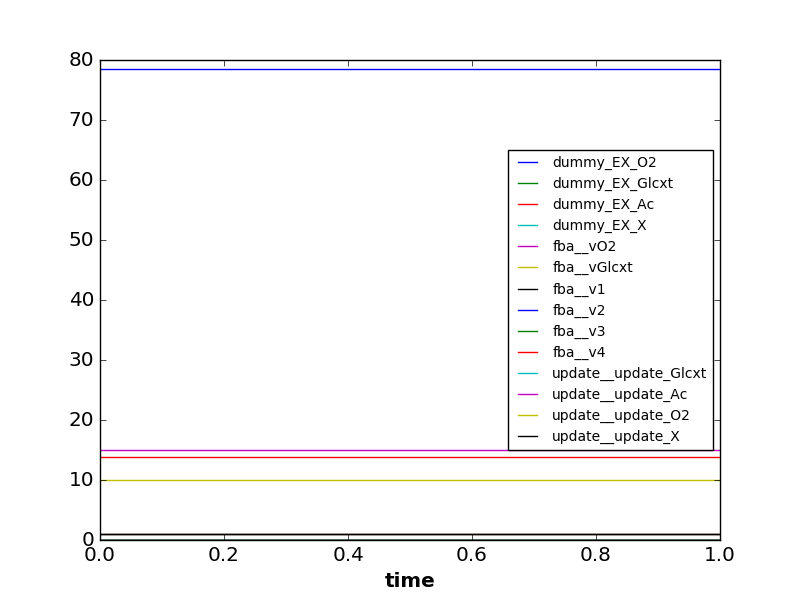 80
70
60
50
40
30
20
10
0
dummy_EX_O2
dummy_EX_Glcxt
dummy_EX_Ac
dummy_EX_X
fba__vO2
fba__vGlcxt
fba__v1
fba__v2
fba__v3
fba__v4
update__update_Glcxt
update__update_Ac
update__update_O2
update__update_X
0.0 0.2 0.4 0.6 0.8 1.0
time